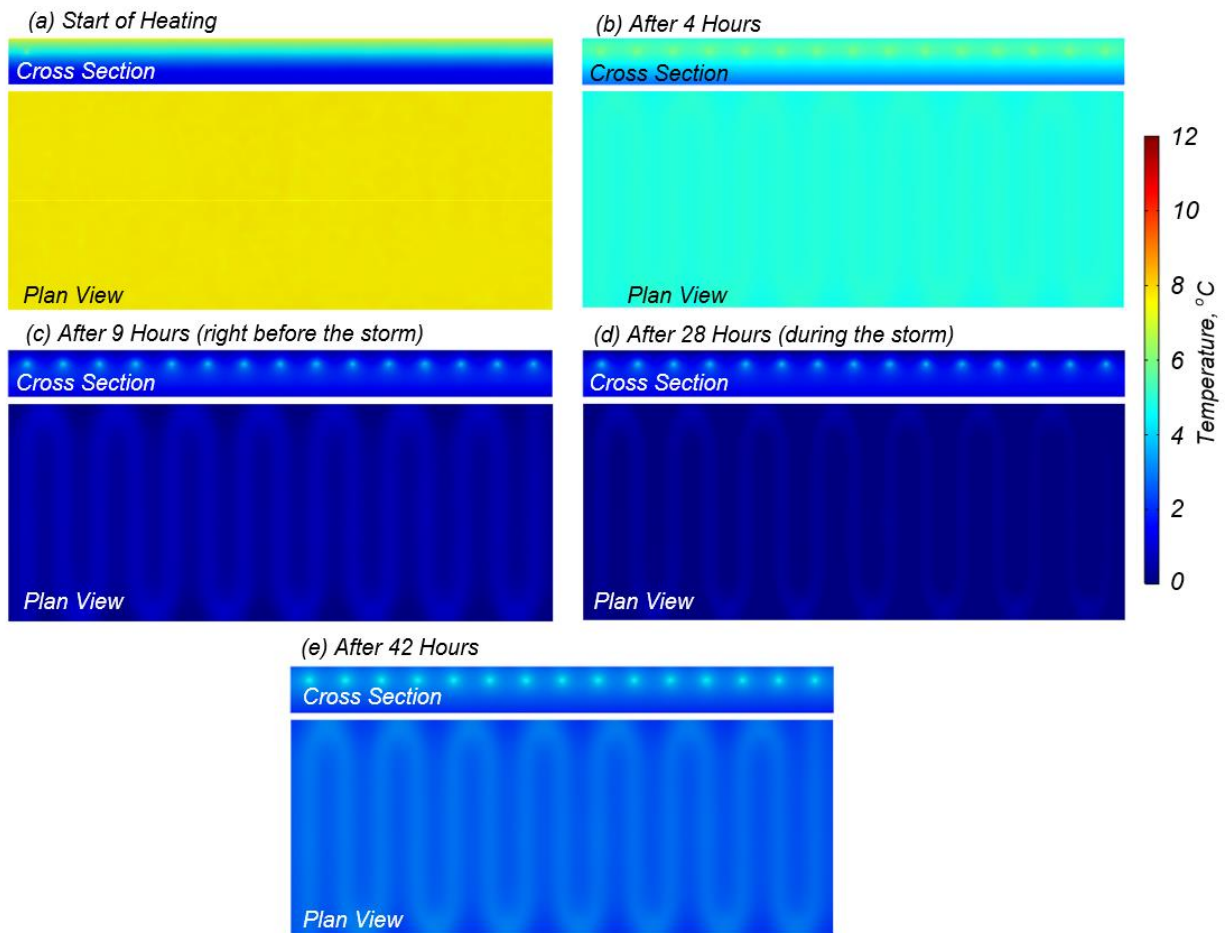 (a) Start of Heating
Cross Section
Plan View
(b) After 4 Hours
Cross Section
Plan View
(c) After 9 Hours (right before the storm)
Cross Section
Plan View
(d) After 28 Hours (during the storm)
Cross Section
Plan View
(e) After 42 Hours
Cross Section
Plan View
12
10
8
6
4
2
0
Temperature, °C